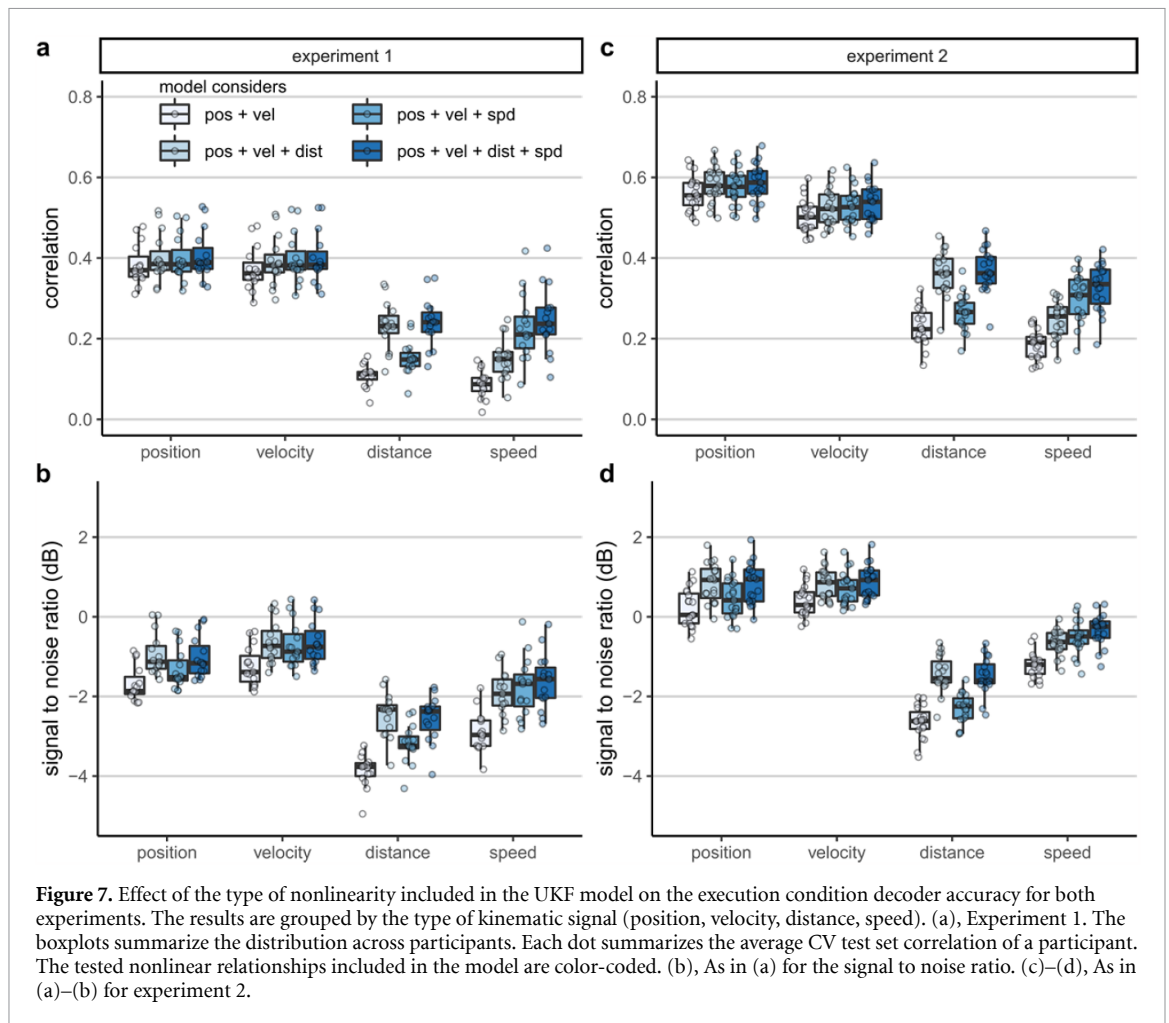 a
experiment 1
model considers
pos + vel
pos + vel + spd
pos + vel + dist
pos + vel + dist + spd
correlation
0.8
0.6
0.4
0.2
0.0
position velocity distance speed
c
experiment 2
correlation
0.8
0.6
0.4
0.2
0.0
position velocity distance speed
b
signal to noise ratio (dB)
2
0
−2
−4
position velocity distance speed
d
signal to noise ratio (dB)
2
0
−2
−4
position velocity distance speed
Figure 7. Effect of the type of nonlinearity included in the UKF model on the execution condition decoder accuracy for both
experiments. The results are grouped by the type of kinematic signal (position, velocity, distance, speed). (a), Experiment 1. The
boxplots summarize the distribution across participants. Each dot summarizes the average CV test set correlation of a participant.
The tested nonlinear relationships included in the model are color-coded. (b), As in (a) for the signal to noise ratio. (c)–(d), As in
(a)–(b) for experiment 2.